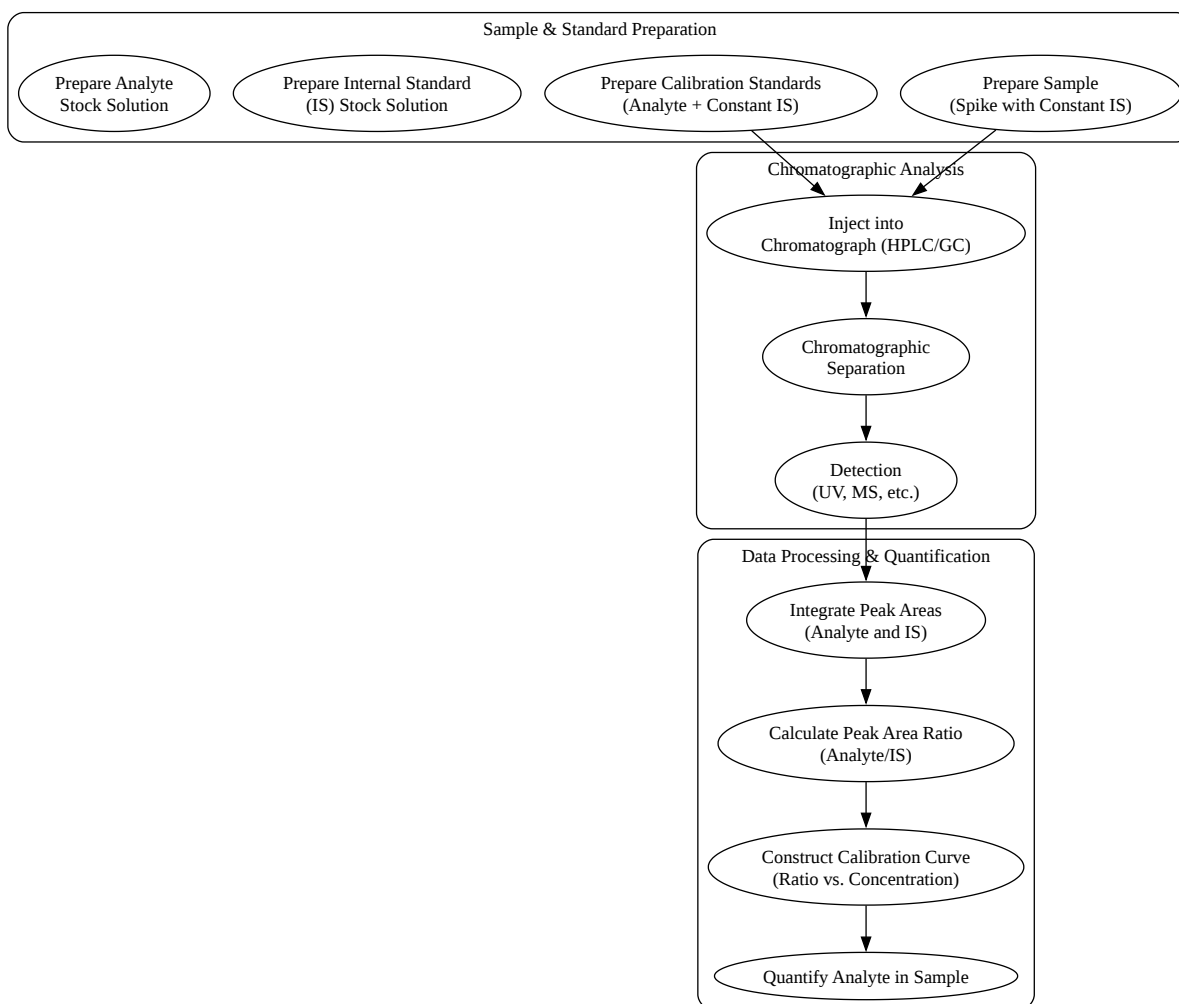 Sample & Standard Preparation
Prepare Analyte
Stock Solution
Prepare Internal Standard
(IS) Stock Solution
Prepare Calibration Standards
(Analyte + Constant IS)
Prepare Sample
(Spike with Constant IS)
Chromatographic Analysis
Inject into
Chromatograph (HPLC/GC)
Chromatographic
Separation
Detection
(UV, MS, etc.)
Data Processing & Quantification
Integrate Peak Areas
(Analyte and IS)
Calculate Peak Area Ratio
(Analyte/IS)
Construct Calibration Curve
(Ratio vs. Concentration)
Quantify Analyte in Sample